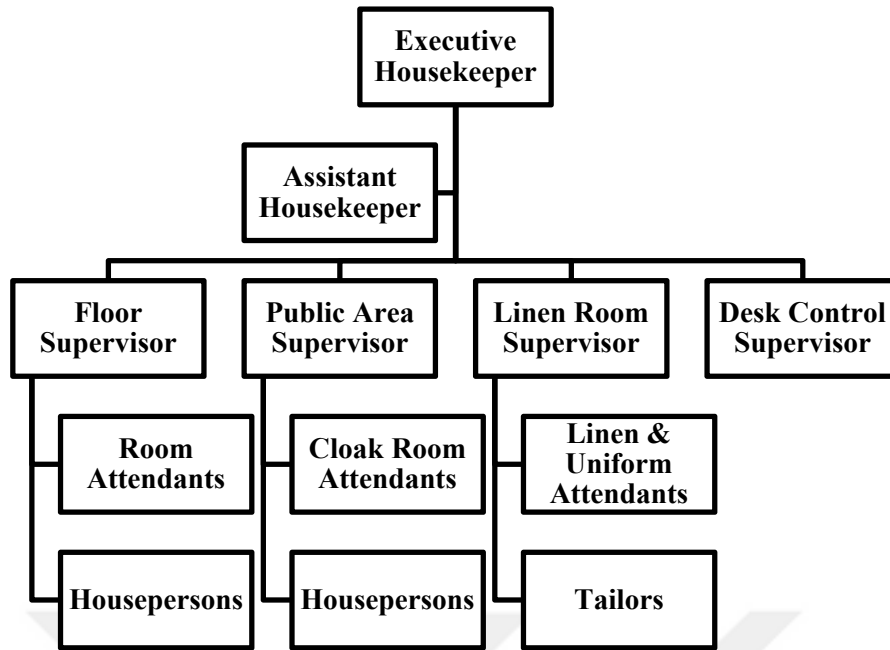 Executive
Housekeeper
Assistant
Housekeeper
Floor
Supervisor
Public Area
Supervisor
Linen Room
Supervisor
Desk Control
Supervisor
Room
Attendants
Cloak Room
Attendants
Linen &
Uniform
Attendants
Housepersons
Housepersons
Tailors